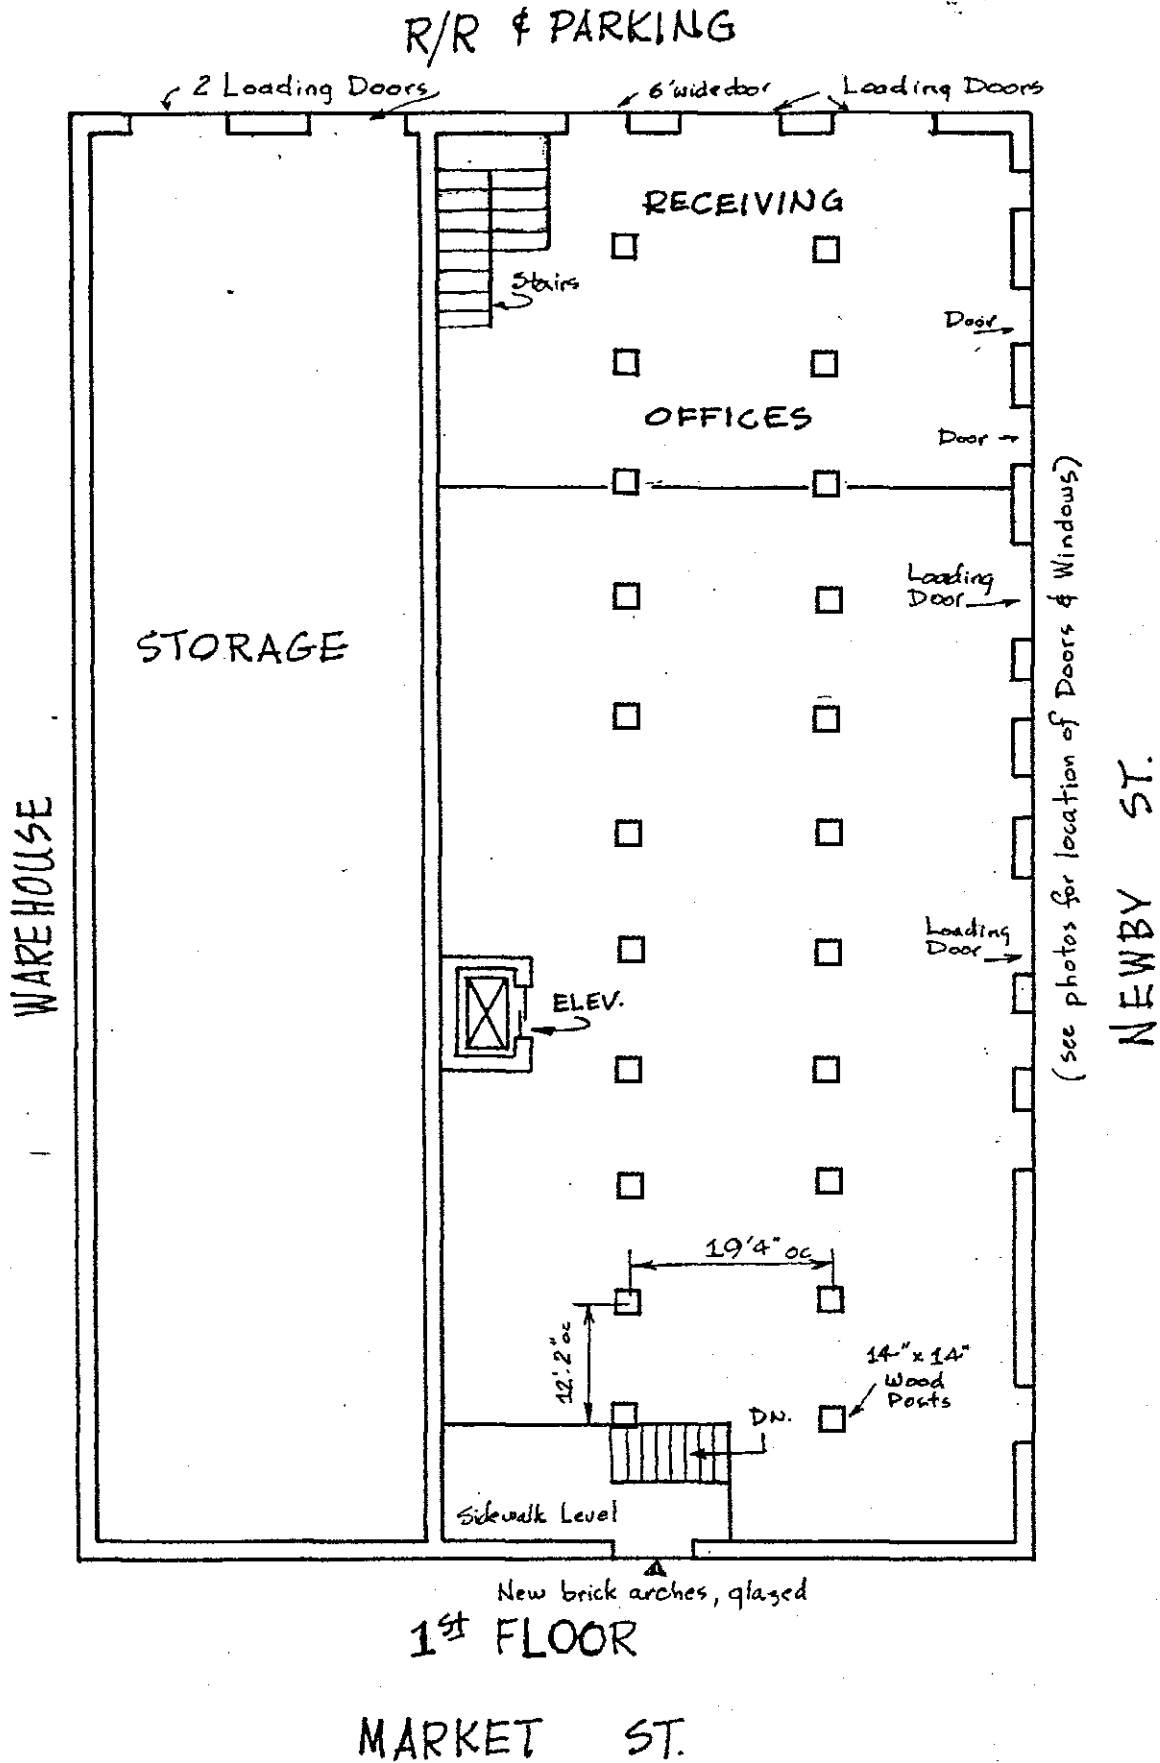 R/R & PARKING
2 Loading Doors
6' wide door
Loading Doors
RECEIVING
Stairs
Door
OFFICES
Door
(see photos for location of Doors & Windows)
Loading
Door
STORAGE
WAREHOUSE
NEWBY ST.
Loading
Door
ELEV.
19'4" oc
12'.2" oc
14" x 14"
Wood
Posts
DN.
Sidewalk Level
New brick arches, glazed
1st FLOOR
MARKET ST.